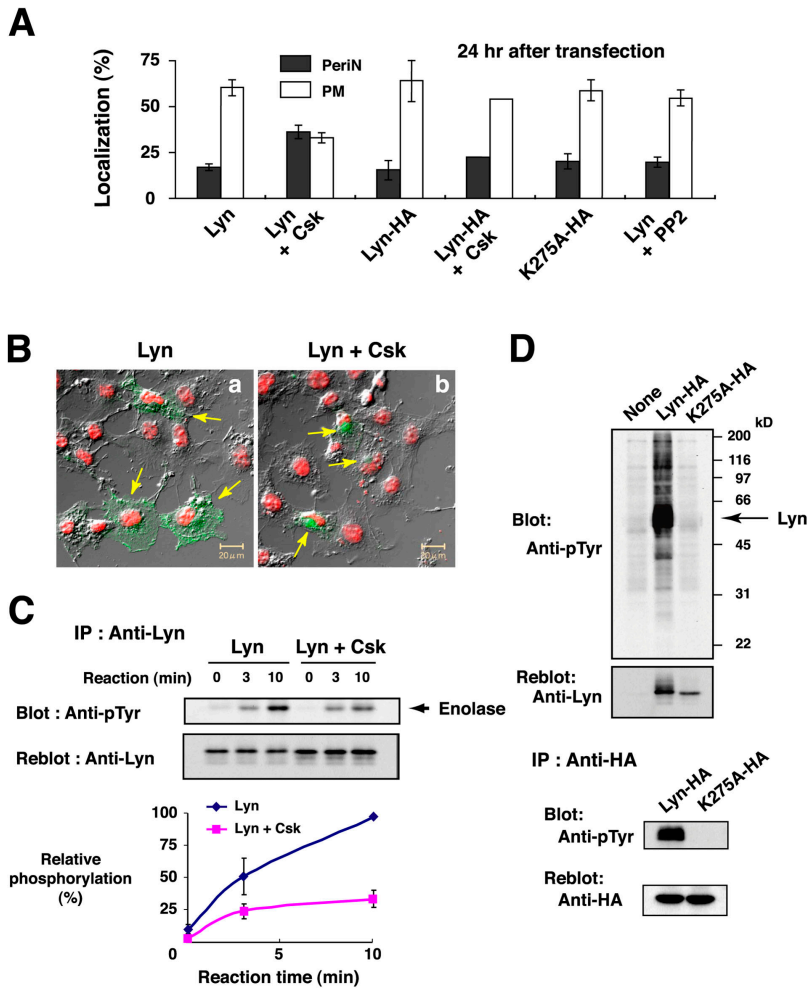 A
24 hr after transfection
PeriN
PM
Localization (%)
75
50
25
0
Lyn
Lyn + Csk
Lyn-HA
Lyn-HA + Csk
K275A-HA
Lyn + PP2
B
Lyn
Lyn + Csk
a
b
20μm
20μm
C
IP : Anti-Lyn
Lyn
Lyn + Csk
Reaction (min)
0 3 10 0 3 10
Blot : Anti-pTyr
Enolase
Reblot : Anti-Lyn
Lyn
Lyn + Csk
Relative
phosphorylation
(%)
100
75
50
25
0
5
10
Reaction time (min)
D
None
Lyn-HA
K275A-HA
kD
200
116
97
66
Lyn
45
31
22
Blot:
Anti-pTyr
Reblot:
Anti-Lyn
IP : Anti-HA
Lyn-HA
K275A-HA
Blot:
Anti-pTyr
Reblot:
Anti-HA